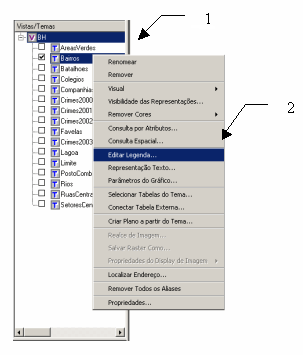 1
Vistas/Temas
BH
AreasVerdes
Bairros
Batalhoes
Colegios
Companhia
Crimes2000
Crimes2001
Crimes2002
Favelas
Crimes2003
Lagoa
Limite
PostoComb
Rios
RuasCentra
SetoresCen
Renomear
Remover
Visual
Visibilidade das Representações...
Remover Cores
Consulta por Atributos...
Consulta Espacial...
Editar Legenda...
Representação Texto...
Parâmetros do Gráfico...
Selecionar Tabelas do Tema...
Conectar Tabela Externa...
Criar Plano a partir do Tema...
Realce de Imagem...
Salvar Raster Como...
Propriedades do Display de Imagem
Localizar Endereço...
Remover Todos os Aliases
Propriedades...
2